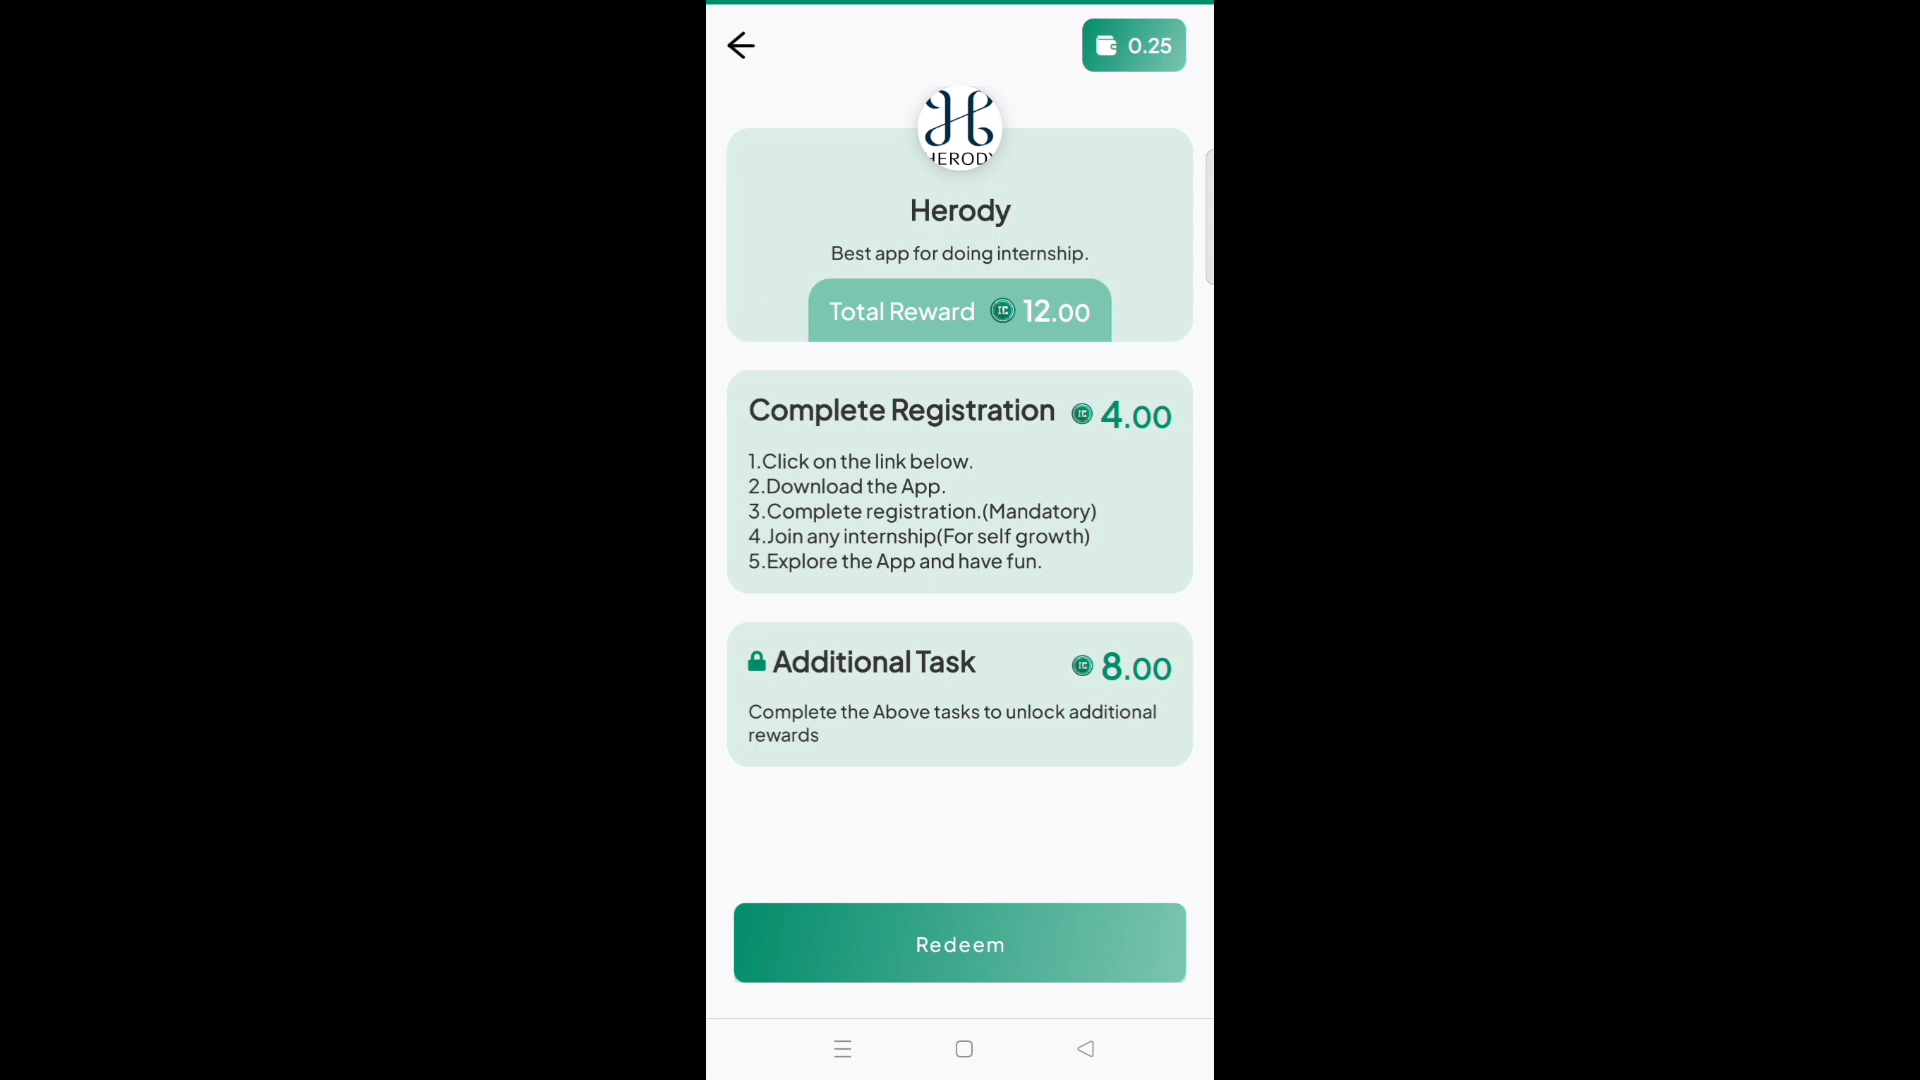 0.25
HERODY
Herody
Best app for doing internship.
Total Reward IC 12.00
Complete Registration IC 4.00
1.Click on the link below.
2.Download the App.
3.Complete registration.(Mandatory)
4.Join any internship(For self growth)
5.Explore the App and have fun.
Additional Task IC 8.00
Complete the Above tasks to unlock additional
rewards
Redeem